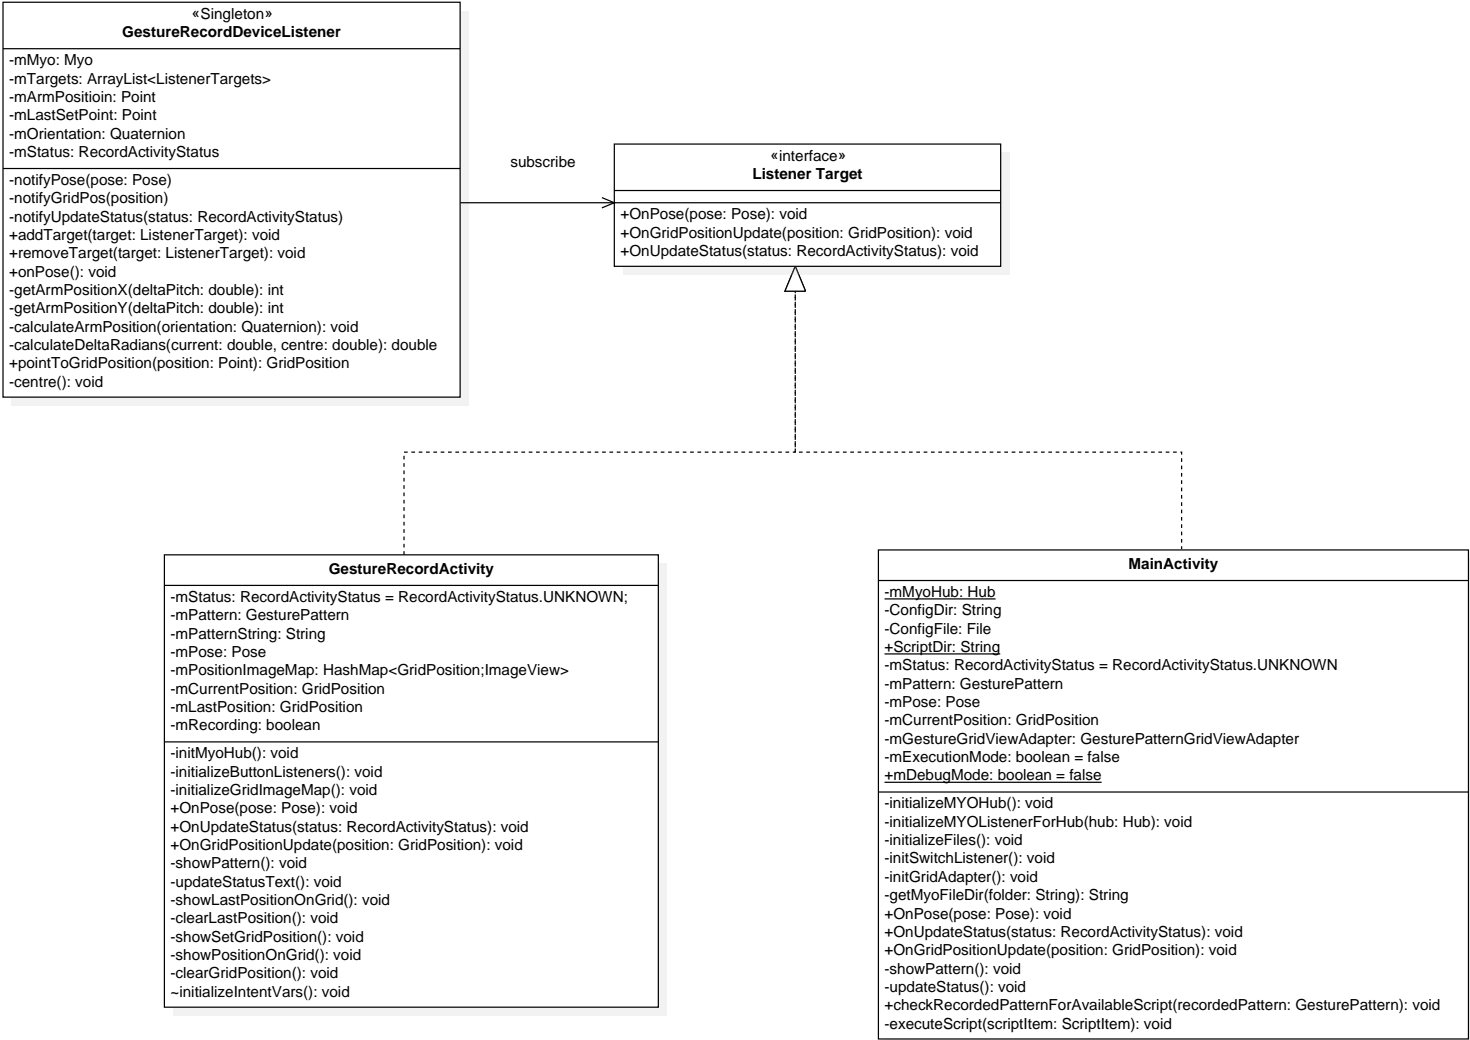 «Singleton»
GestureRecordDeviceListener
-mMyo: Myo
-mTargets: ArrayList<ListenerTargets>
-mArmPositioin: Point
-mLastSetPoint: Point
-mOrientation: Quaternion
-mStatus: RecordActivityStatus
-notifyPose(pose: Pose)
-notifyGridPos(position)
-notifyUpdateStatus(status: RecordActivityStatus)
+addTarget(target: ListenerTarget): void
+removeTarget(target: ListenerTarget): void
+onPose(): void
-getArmPositionX(deltaPitch: double): int
-getArmPositionY(deltaPitch: double): int
-calculateArmPosition(orientation: Quaternion): void
-calculateDeltaRadians(current: double, centre: double): double
+pointToGridPosition(position: Point): GridPosition
-centre(): void
subscribe
«interface»
Listener Target
+OnPose(pose: Pose): void
+OnGridPositionUpdate(position: GridPosition): void
+OnUpdateStatus(status: RecordActivityStatus): void
GestureRecordActivity
-mStatus: RecordActivityStatus = RecordActivityStatus.UNKNOWN;
-mPattern: GesturePattern
-mPatternString: String
-mPose: Pose
-mPositionImageMap: HashMap<GridPosition;ImageView>
-mCurrentPosition: GridPosition
-mLastPosition: GridPosition
-mRecording: boolean
-initMyoHub(): void
-initializeButtonListeners(): void
-initializeGridImageMap(): void
+OnPose(pose: Pose): void
+OnUpdateStatus(status: RecordActivityStatus): void
+OnGridPositionUpdate(position: GridPosition): void
-showPattern(): void
-updateStatusText(): void
-showLastPositionOnGrid(): void
-clearLastPosition(): void
-showSetGridPosition(): void
-showPositionOnGrid(): void
-clearGridPosition(): void
~initializeIntentVars(): void
MainActivity
-mMyoHub: Hub
-ConfigDir: String
-ConfigFile: File
+ScriptDir: String
-mStatus: RecordActivityStatus = RecordActivityStatus.UNKNOWN
-mPattern: GesturePattern
-mPose: Pose
-mCurrentPosition: GridPosition
-mGestureGridViewAdapter: GesturePatternGridViewAdapter
-mExecutionMode: boolean = false
+mDebugMode: boolean = false
-initializeMYOHub(): void
-initializeMYOListenerForHub(hub: Hub): void
-initializeFiles(): void
-initSwitchListener(): void
-initGridAdapter(): void
-getMyoFileDir(folder: String): String
+OnPose(pose: Pose): void
+OnUpdateStatus(status: RecordActivityStatus): void
+OnGridPositionUpdate(position: GridPosition): void
-showPattern(): void
-updateStatus(): void
+checkRecordedPatternForAvailableScript(recordedPattern: GesturePattern): void
-executeScript(scriptItem: ScriptItem): void